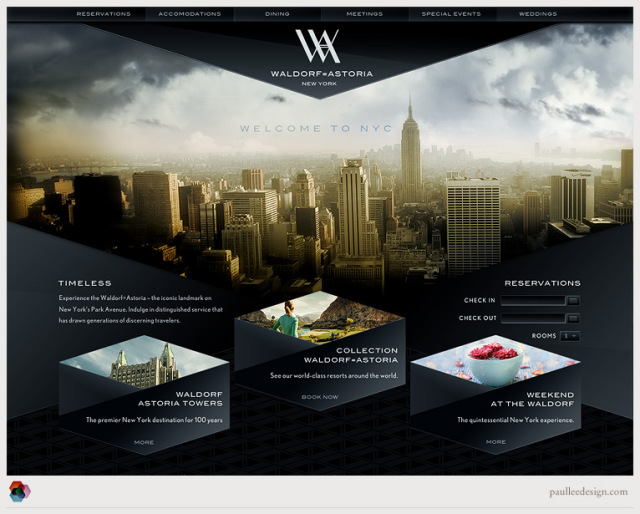 RESERVATIONS
ACCOMODATIONS
DINING
MEETINGS
SPECIAL EVENTS
WEDDINGS
WALDORF=ASTORIA
NEW YORK
WELCOME TO NYC
TIMELESS
Experience the Waldorf=Astoria – the iconic landmark on
New York's Park Avenue. Indulge in distinguished service that
has drawn generations of discerning travelers.
RESERVATIONS
CHECK IN
CHECK OUT
ROOMS 1
COLLECTION
WALDORF=ASTORIA
See our world-class resorts around the world.
BOOK NOW
WALDORF
ASTORIA TOWERS
The premier New York destination for 100 years
MORE
WEEKEND
AT THE WALDORF
The quintessential New York experience.
MORE
paulleedesign.com